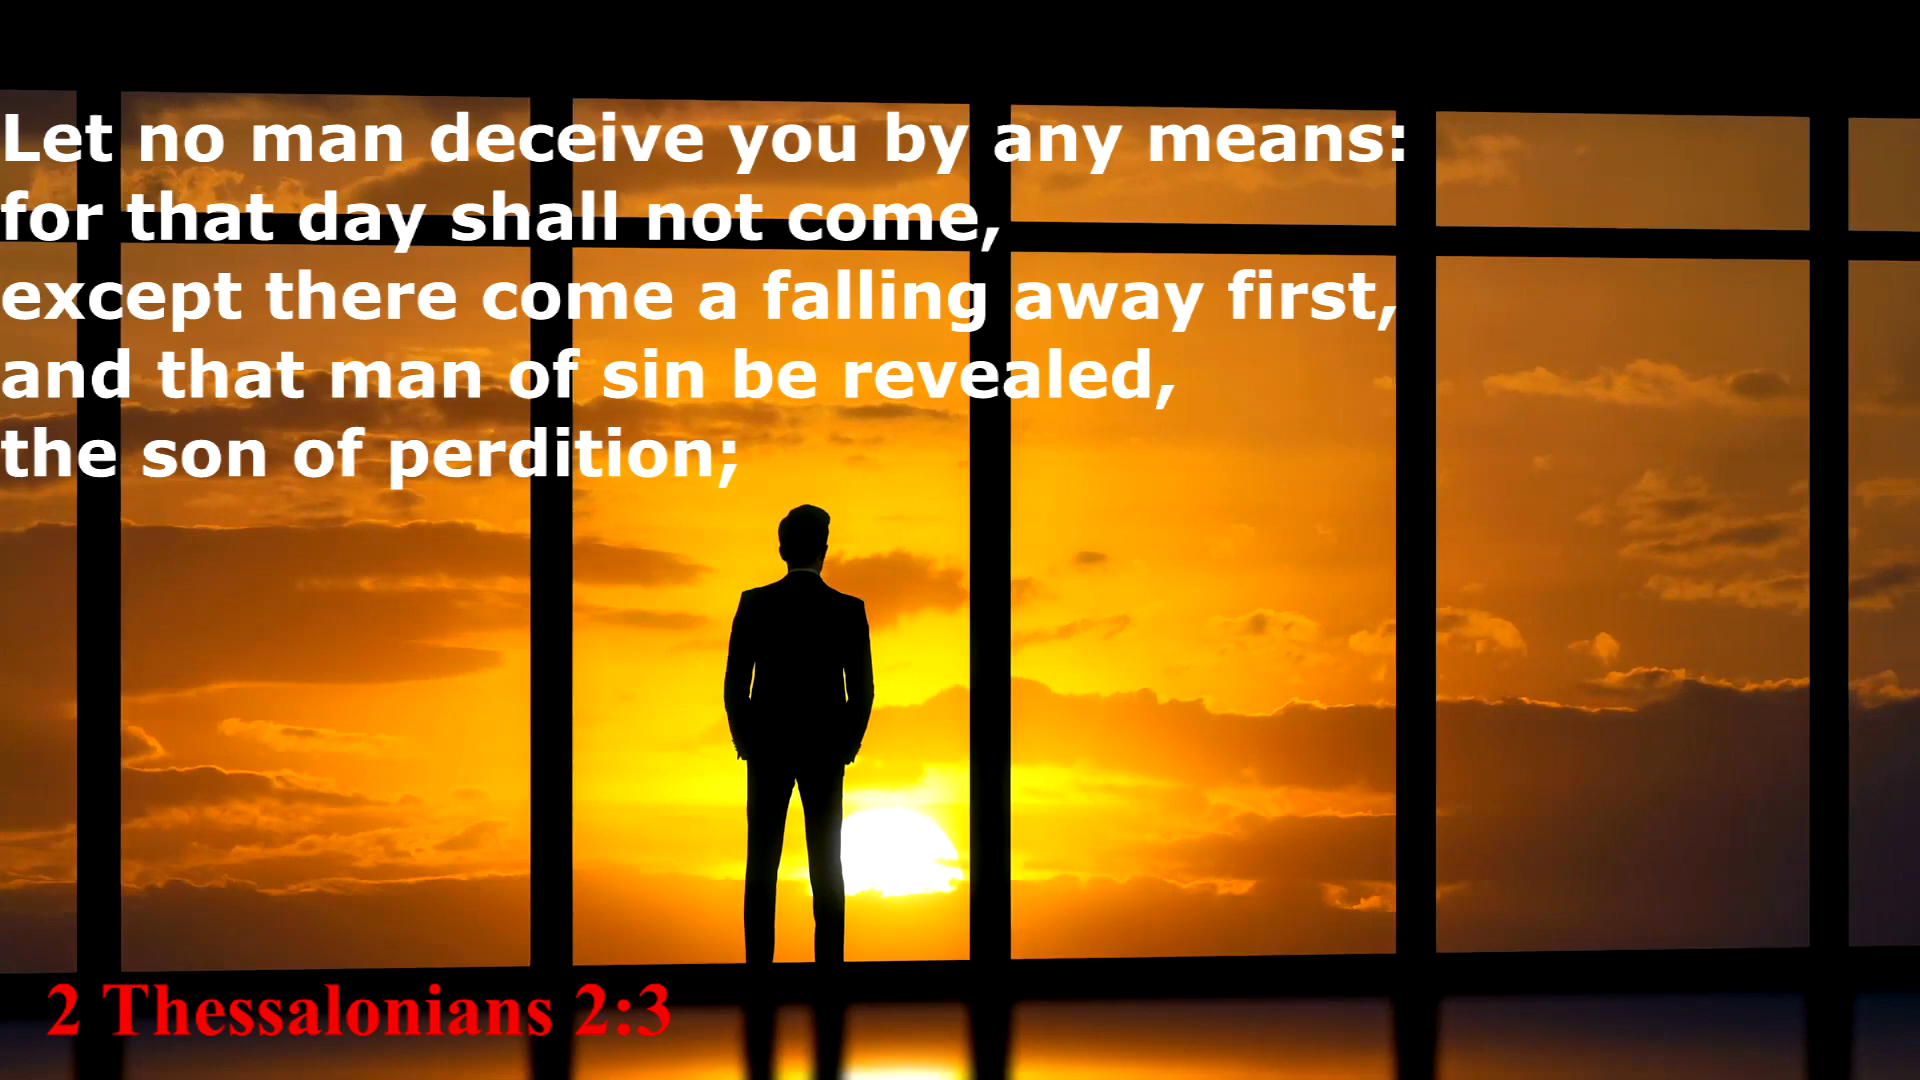 Let no man deceive you by any means:
for that day shall not come,
except there come a falling away first,
and that man of sin be revealed,
the son of perdition;
2 Thessalonians 2:3